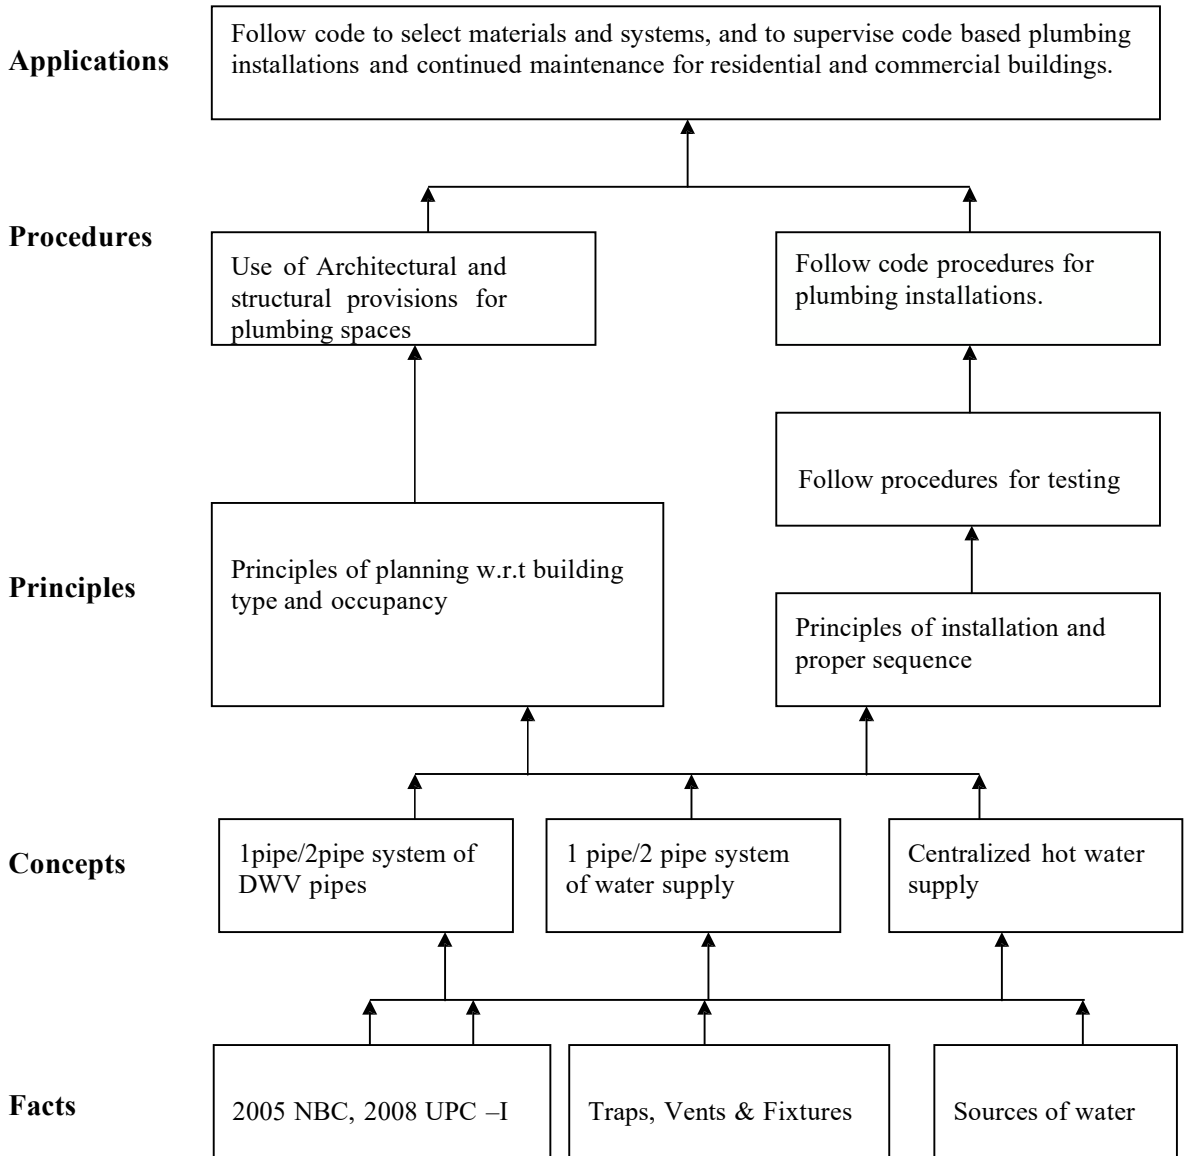 Applications
Follow code to select materials and systems, and to supervise code based plumbing
installations and continued maintenance for residential and commercial buildings.
Procedures
Use of Architectural and
structural provisions for
plumbing spaces
Follow code procedures for
plumbing installations.
Follow procedures for testing
Principles
Principles of planning w.r.t building
type and occupancy
Principles of installation and
proper sequence
Concepts
1pipe/2pipe system of
DWV pipes
1 pipe/2 pipe system
of water supply
Centralized hot water
supply
Facts
2005 NBC, 2008 UPC –I
Traps, Vents & Fixtures
Sources of water